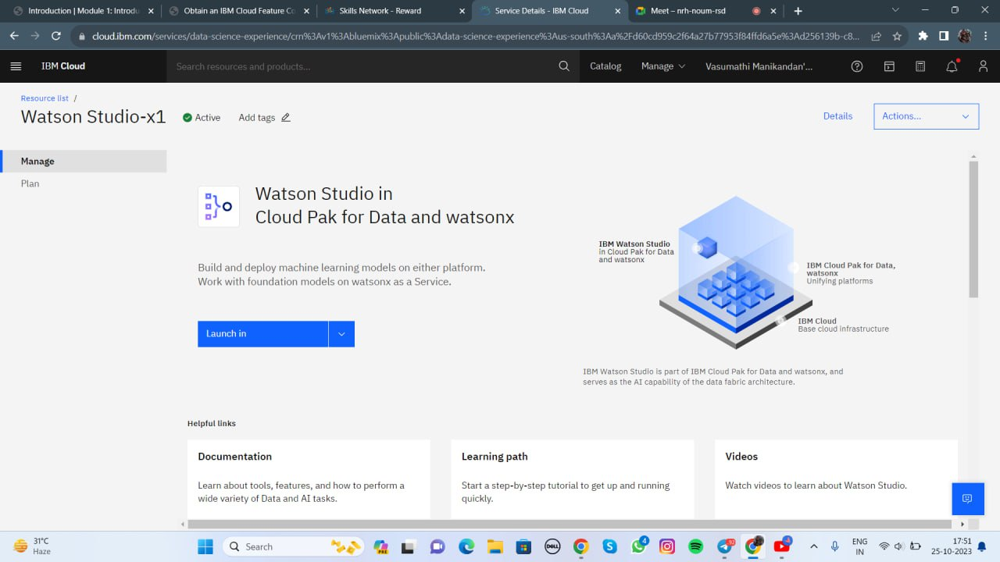 Introduction | Module 1: Introdu
Obtain an IBM Cloud Feature Co
Skills Network - Reward
Service Details - IBM Cloud
Meet – nrh-noum-rsd
cloud.ibm.com/services/data-science-experience/crn%3Av1%3Abluemix%3Apublic%3Adata-science-experience%3Aus-south%3Aa%2Fd60cd959c2f64a27b77953f84ffd6a5e%3Ad256139b-c8...
IBM Cloud
Search resources and products...
Catalog
Manage
Vasumathi Manikandan'...
Resource list /
Watson Studio-x1
Active
Add tags
Details
Actions...
Manage
Plan
Watson Studio in
Cloud Pak for Data and watsonx
Build and deploy machine learning models on either platform.
Work with foundation models on watsonx as a Service.
Launch in
IBM Watson Studio
in Cloud Pak for Data
and watsonx
IBM Cloud Pak for Data,
watsonx
Unifying platforms
IBM Cloud
Base cloud infrastructure
IBM Watson Studio is part of IBM Cloud Pak for Data and watsonx, and
serves as the AI capability of the data fabric architecture.
Helpful links
Documentation
Learn about tools, features, and how to perform a
wide variety of Data and AI tasks.
Learning path
Start a step-by-step tutorial to get up and running
quickly.
Videos
Watch videos to learn about Watson Studio.
31°C
Haze
Search
PRE
DELL
4
ENG
IN
17:51
25-10-2023